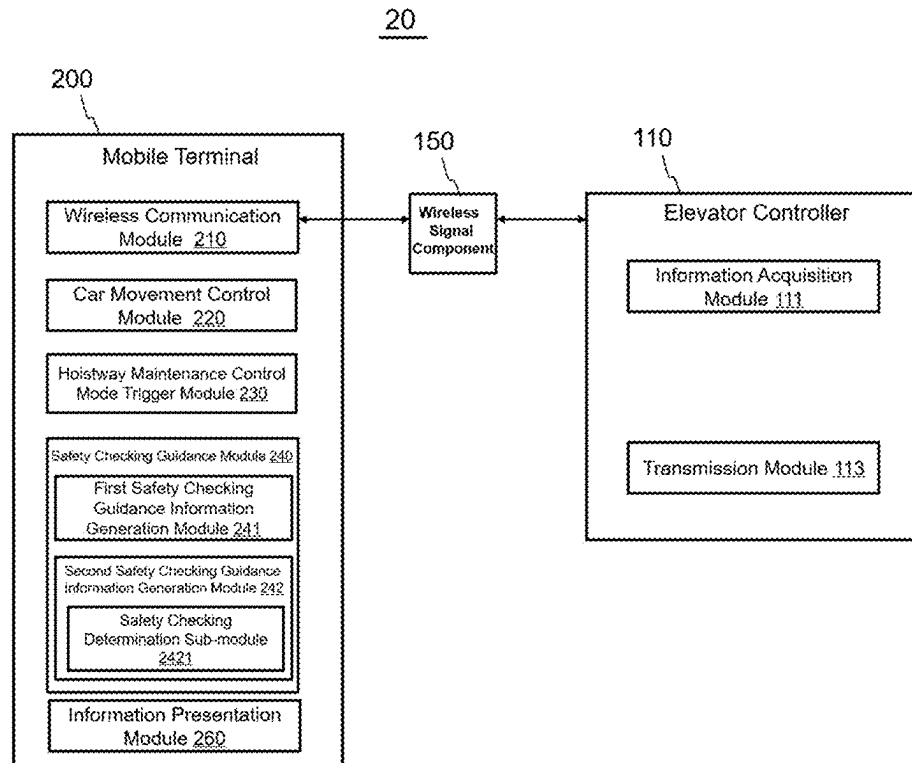 20
200
Mobile Terminal
Wireless Communication
Module 210
Car Movement Control
Module 220
Hoistway Maintenance Control
Mode Trigger Module 230
Safety Checking Guidance Module 240
First Safety Checking
Guidance Information
Generation Module 241
Second Safety Checking Guidance
Information Generation Module 242
Safety Checking
Determination Sub-module
2421
Information Presentation
Module 260
150
Wireless
Signal
Component
110
Elevator Controller
Information Acquisition
Module 111
Transmission Module 113